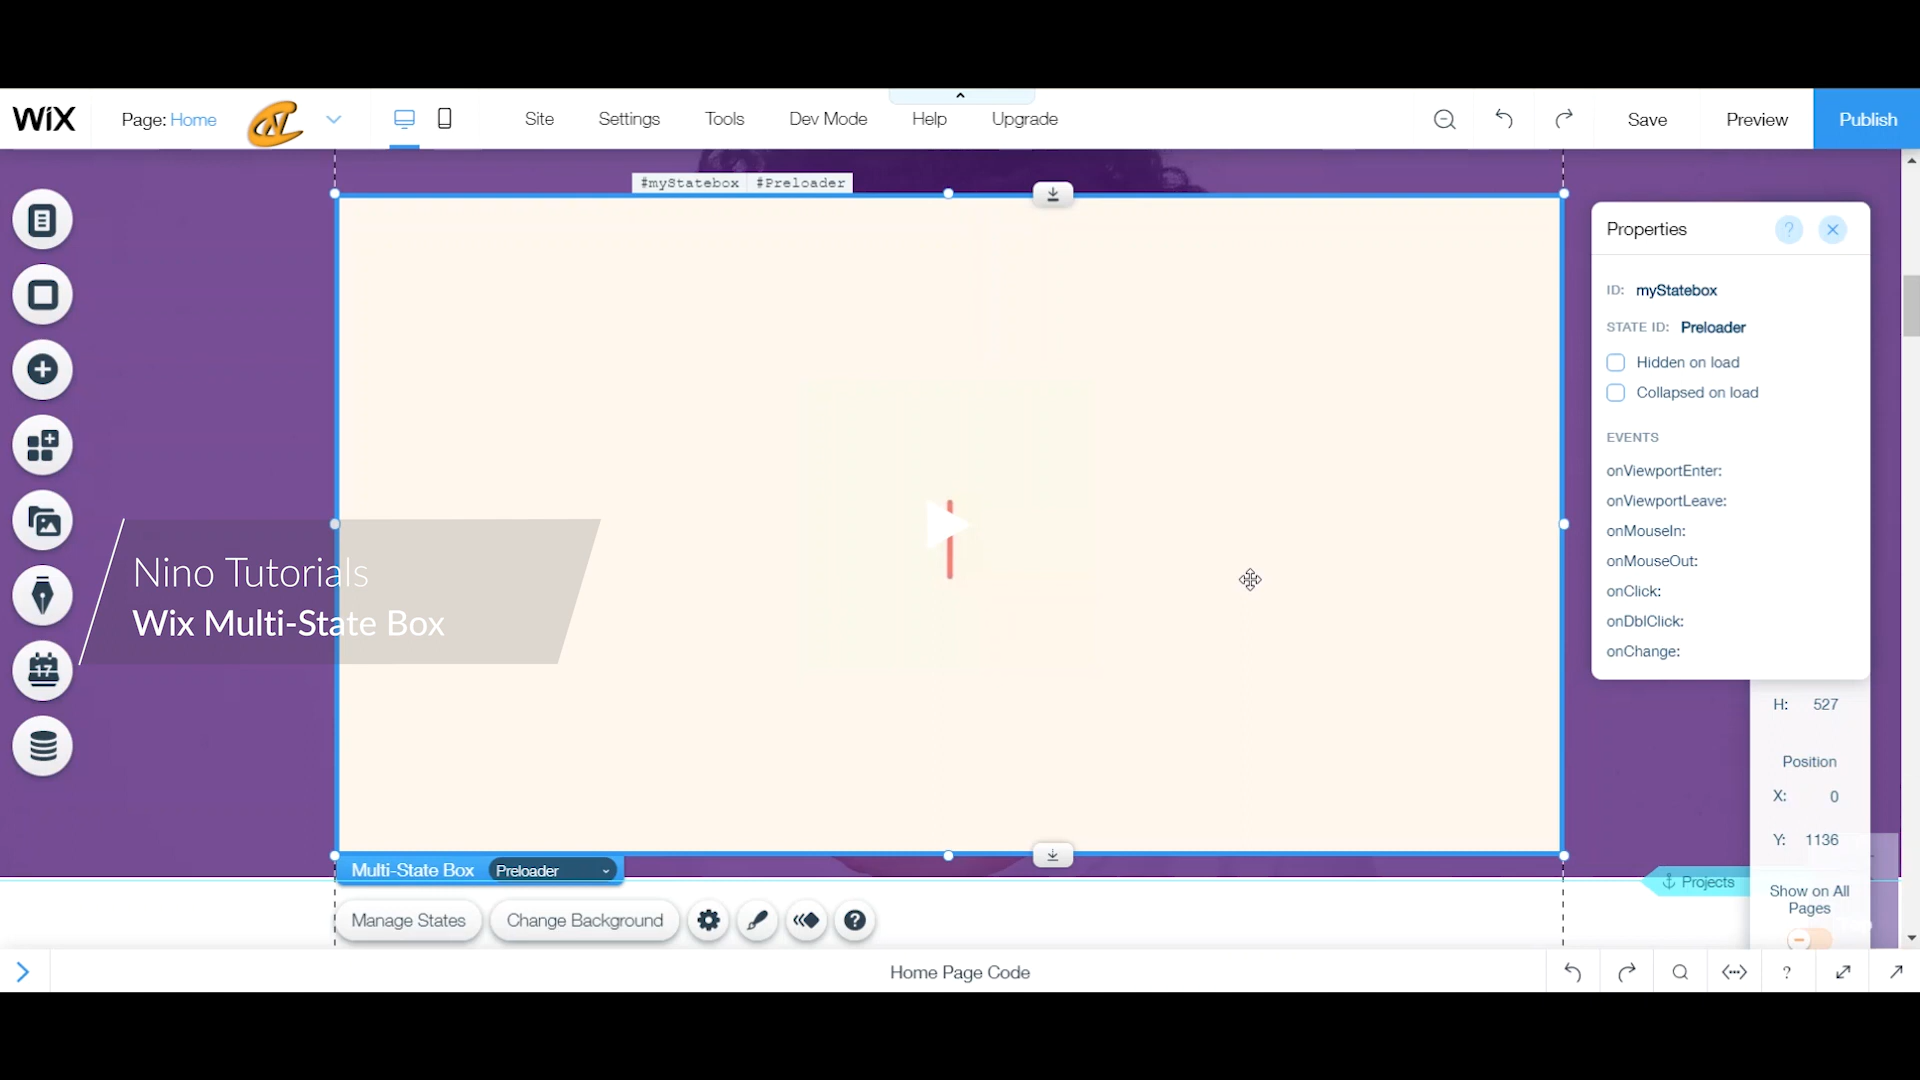 WiX
Page: Home
Site
Settings
Tools
Dev Mode
Help
Upgrade
Save
Preview
Publish
#myStatebox #Preloader
Properties
?
ID: myStatebox
STATE ID: Preloader
Hidden on load
Collapsed on load
EVENTS
onViewportEnter:
onViewportLeave:
onMouseIn:
onMouseOut:
onClick:
onDblClick:
onChange:
Nino Tutorials
Wix Multi-State Box
17
H: 527
Position
X: 0
Y: 1136
Projects
Show on All
Pages
Multi-State Box Preloader
Manage States
Change Background
?
Home Page Code
?